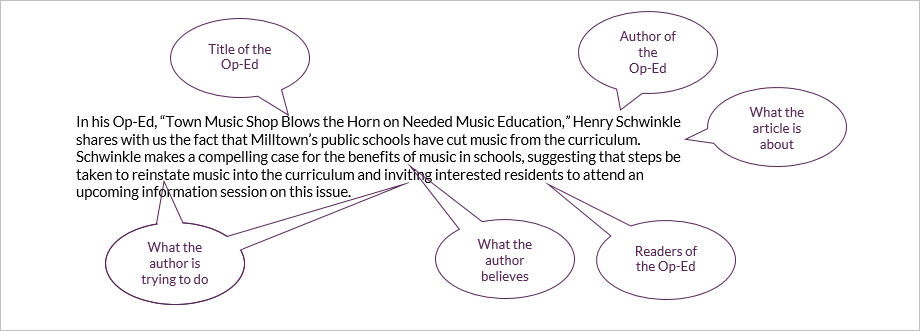 Title of the
Op-Ed
Author of
the
Op-Ed
What the
article is
about
In his Op-Ed, “Town Music Shop Blows the Horn on Needed Music Education,” Henry Schwinkle
shares with us the fact that Milltown’s public schools have cut music from the curriculum.
Schwinkle makes a compelling case for the benefits of music in schools, suggesting that steps be
taken to reinstate music into the curriculum and inviting interested residents to attend an
upcoming information session on this issue.
What the
author is
trying to do
What the
author
believes
Readers of
the Op-Ed